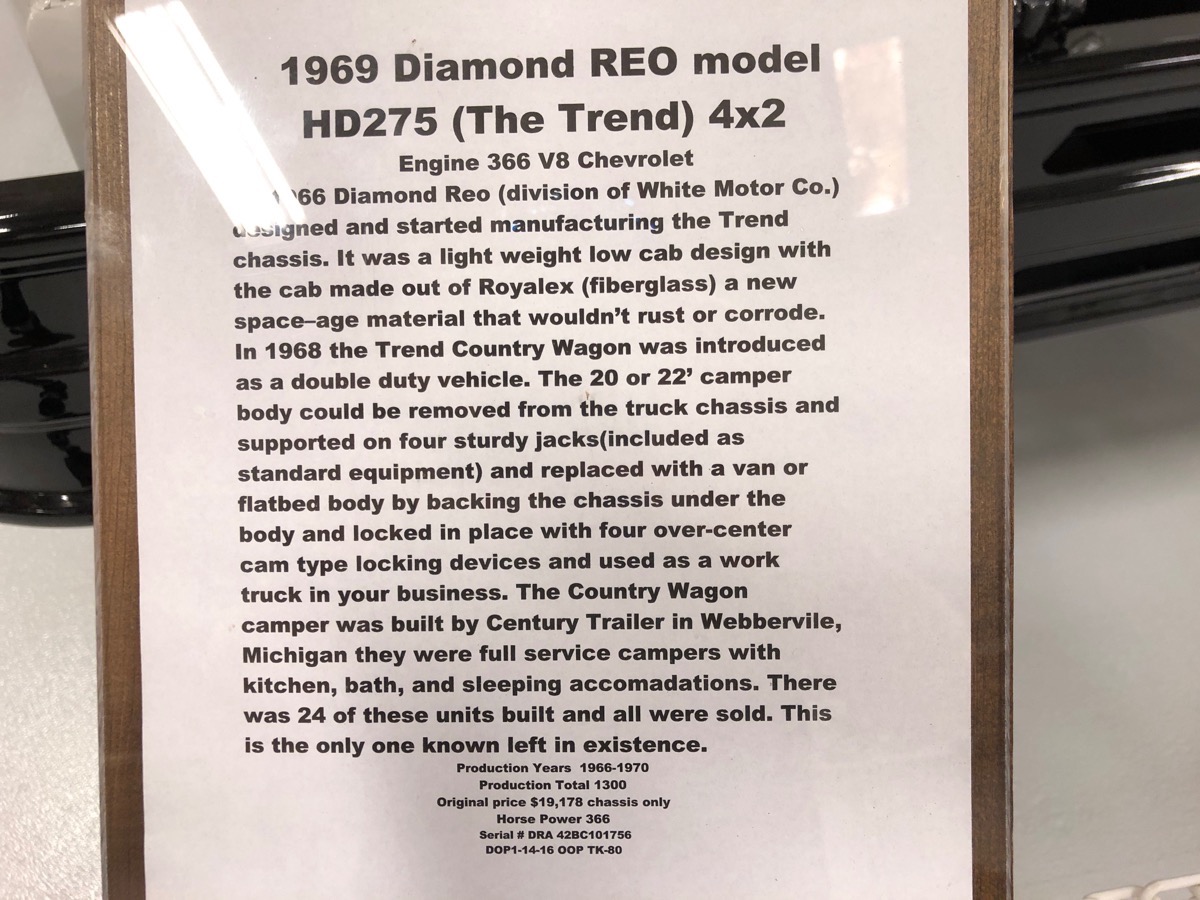 1969 Diamond REO model
HD275 (The Trend) 4x2
Engine 366 V8 Chevrolet
1966 Diamond Reo (division of White Motor Co.)
designed and started manufacturing the Trend
chassis. It was a light weight low cab design with
the cab made out of Royalex (fiberglass) a new
space–age material that wouldn’t rust or corrode.
In 1968 the Trend Country Wagon was introduced
as a double duty vehicle. The 20 or 22’ camper
body could be removed from the truck chassis and
supported on four sturdy jacks(included as
standard equipment) and replaced with a van or
flatbed body by backing the chassis under the
body and locked in place with four over-center
cam type locking devices and used as a work
truck in your business. The Country Wagon
camper was built by Century Trailer in Webbervile,
Michigan they were full service campers with
kitchen, bath, and sleeping accomadations. There
was 24 of these units built and all were sold. This
is the only one known left in existence.
Production Years 1966-1970
Production Total 1300
Original price $19,178 chassis only
Horse Power 366
Serial # DRA 42BC101756
DOP1-14-16 OOP TK-80